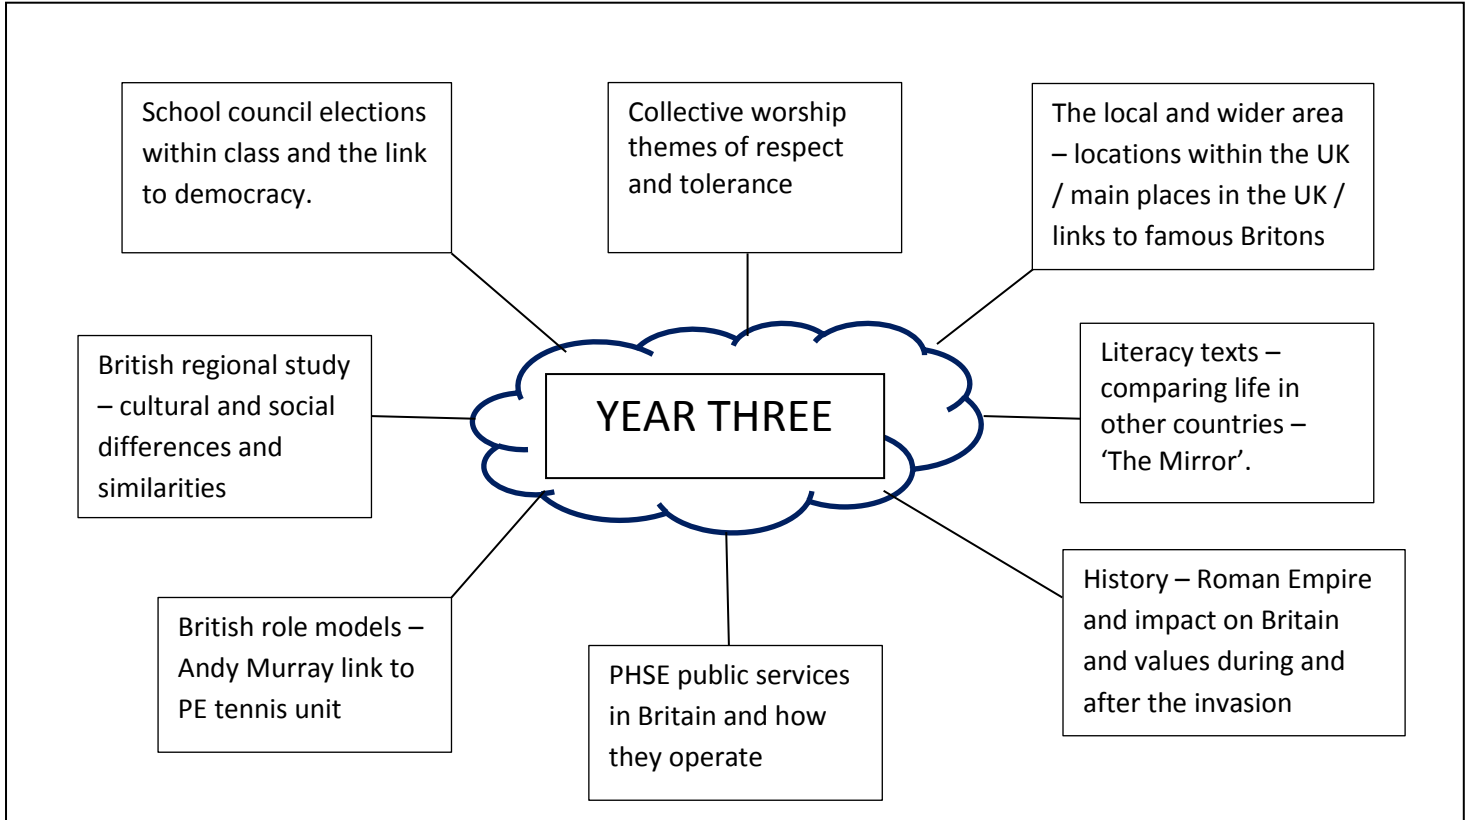 School council elections
within class and the link
to democracy.
Collective worship
themes of respect
and tolerance
The local and wider area
– locations within the UK
/ main places in the UK /
links to famous Britons
British regional study
– cultural and social
differences and
similarities
YEAR THREE
Literacy texts –
comparing life in
other countries –
‘The Mirror’.
British role models –
Andy Murray link to
PE tennis unit
PHSE public services
in Britain and how
they operate
History – Roman Empire
and impact on Britain
and values during and
after the invasion